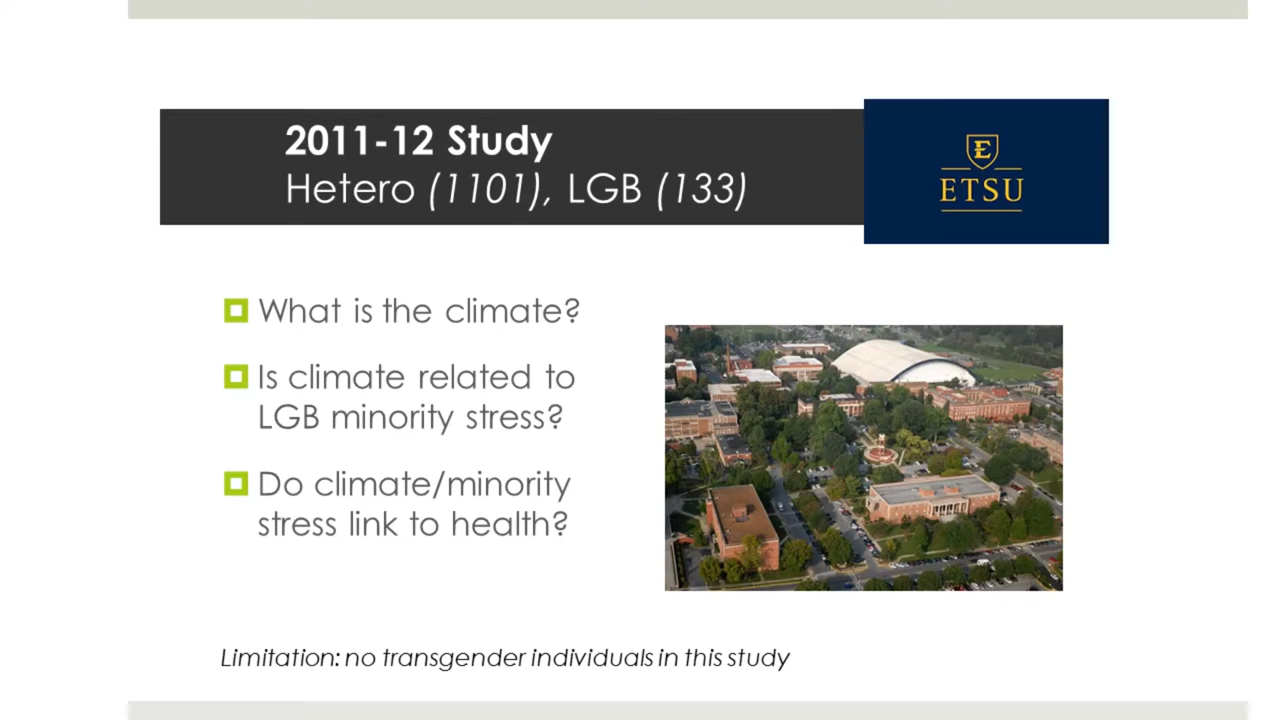 2011-12 Study
Hetero (1101), LGB (133)
E
ETSU
What is the climate?
Is climate related to
LGB minority stress?
Do climate/minority
stress link to health?
Limitation: no transgender individuals in this study